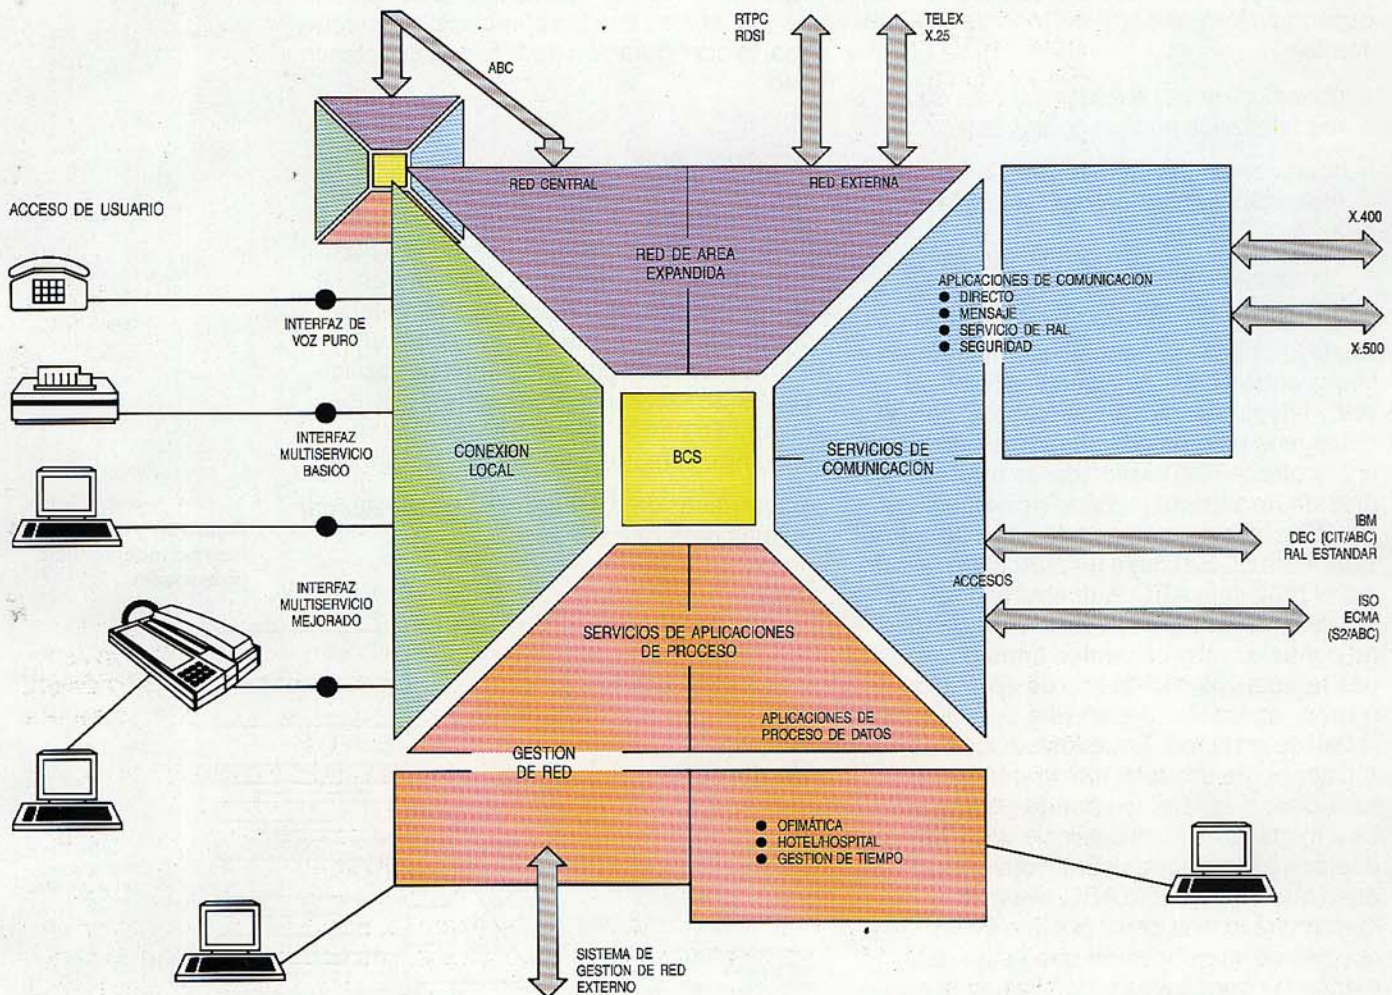 RTPC
RDSI
TELEX
X.25
ABC
RED CENTRAL
RED EXTERNA
ACCESO DE USUARIO
X.400
RED DE AREA
EXPANDIDA
APLICACIONES DE COMUNICACION
● DIRECTO
● MENSAJE
● SERVICIO DE RAL
● SEGURIDAD
INTERFAZ DE
VOZ PURO
X.500
INTERFAZ
MULTISERVICIO
BASICO
CONEXION
LOCAL
BCS
SERVICIOS DE
COMUNICACION
IBM
DEC (CIT/ABC)
RAL ESTANDAR
ACCESOS
INTERFAZ
MULTISERVICIO
MEJORADO
ISO
ECMA
(S2/ABC)
SERVICIOS DE APLICACIONES
DE PROCESO
APLICACIONES DE
PROCESO DE DATOS
GESTION
DE RED
● OFIMÁTICA
● HOTEL/HOSPITAL
● GESTION DE TIEMPO
SISTEMA DE
GESTION DE RED
EXTERNO